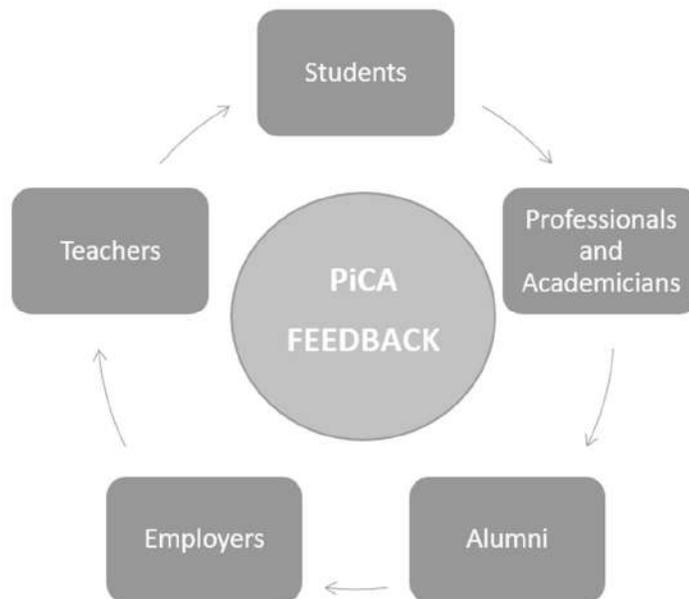 Students
Professionals
and
Academicians
Teachers
PiCA
FEEDBACK
Employers
Alumni